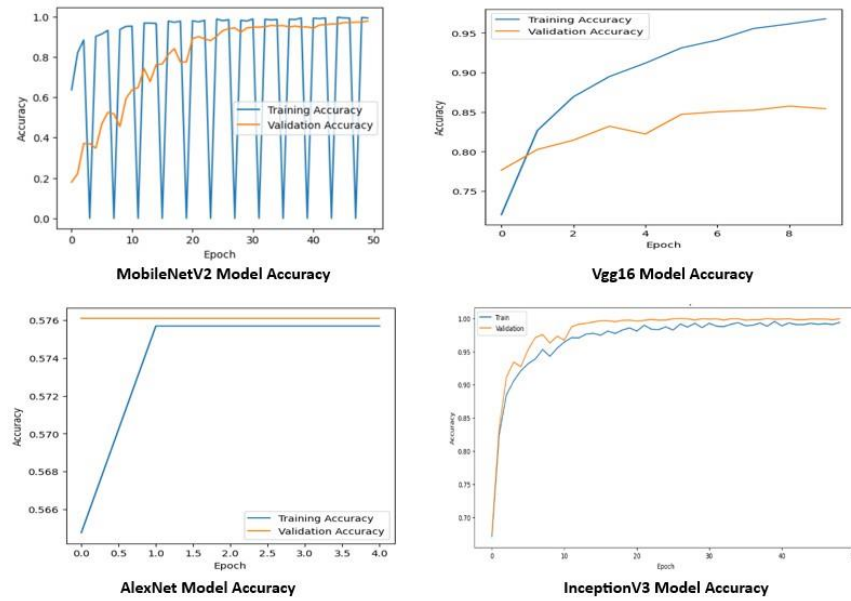 1.0
0.8
0.6
0.4
0.2
0.0
Accuracy
Training Accuracy
Validation Accuracy
0 10 20 30 40 50
Epoch
MobileNetV2 Model Accuracy
Training Accuracy
Validation Accuracy
0.95
0.90
0.85
0.80
0.75
Accuracy
0 2 4 6 8
Epoch
Vgg16 Model Accuracy
0.576
0.574
0.572
0.570
0.568
0.566
Accuracy
Training Accuracy
Validation Accuracy
0.0 0.5 1.0 1.5 2.0 2.5 3.0 3.5 4.0
Epoch
AlexNet Model Accuracy
Train
Validation
1.00
0.95
0.90
0.85
0.80
0.75
0.70
Accuracy
0 10 20 30 40
Epoch
InceptionV3 Model Accuracy